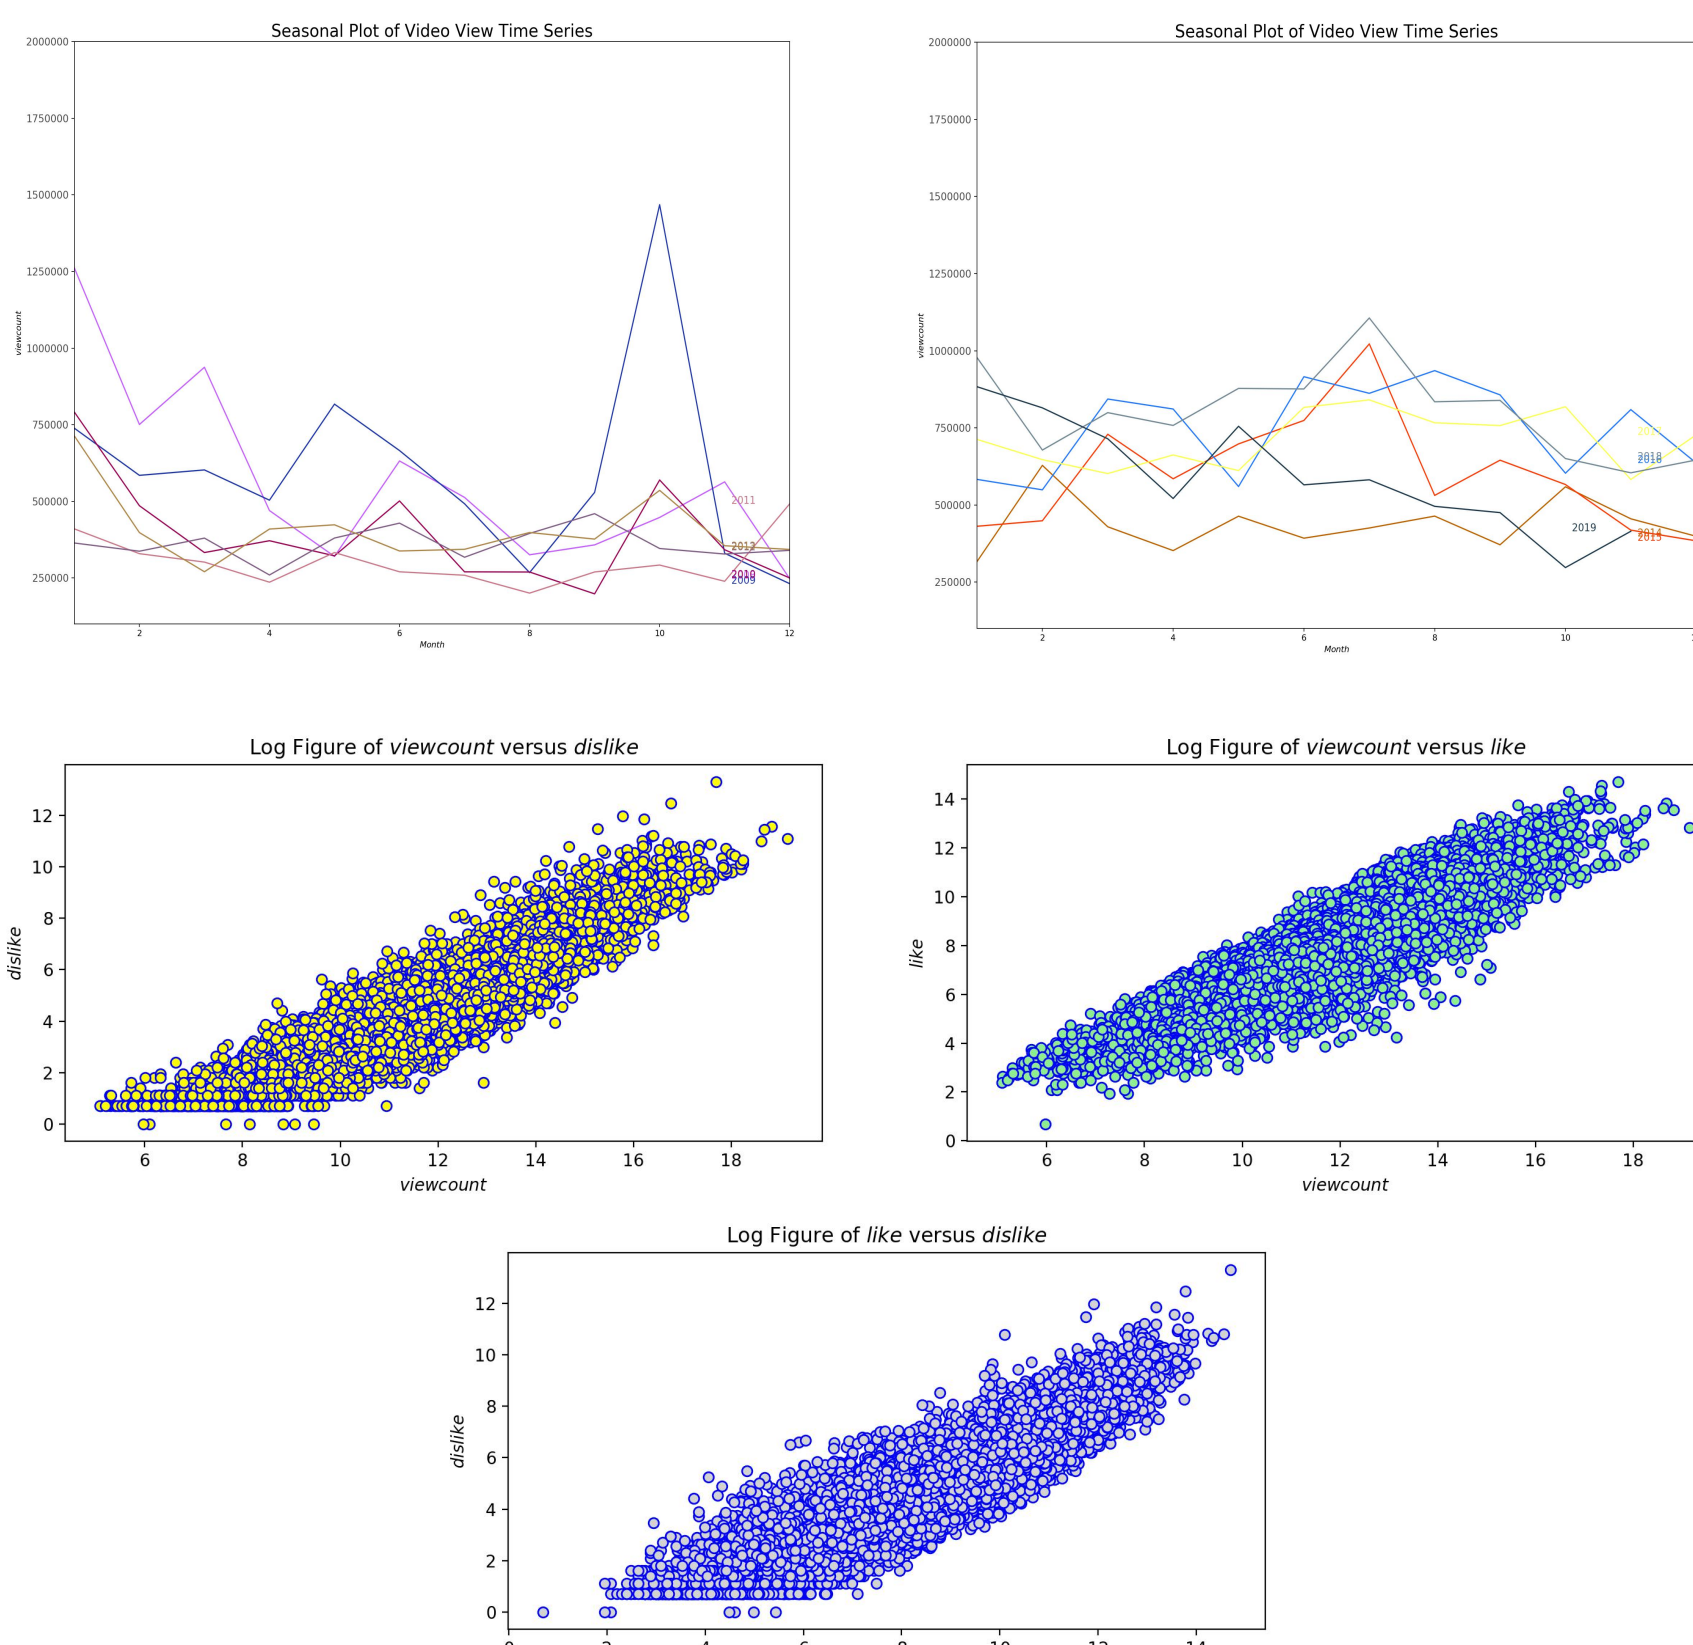 Seasonal Plot of Video View Time Series
2000000
1750000
1500000
1250000
1000000
750000
500000
250000
viewcount
2 4 6 8 10 12
Month
2011
2010
2009
Seasonal Plot of Video View Time Series
2000000
1750000
1500000
1250000
1000000
750000
500000
250000
viewcount
2 4 6 8 10
Month
2018
2016
2019
2014
2015
Log Figure of viewcount versus dislike
12
10
8
6
4
2
0
dislike
6 8 10 12 14 16 18
viewcount
Log Figure of viewcount versus like
14
12
10
8
6
4
2
0
like
6 8 10 12 14 16 18
viewcount
Log Figure of like versus dislike
12
10
8
6
4
2
0
dislike